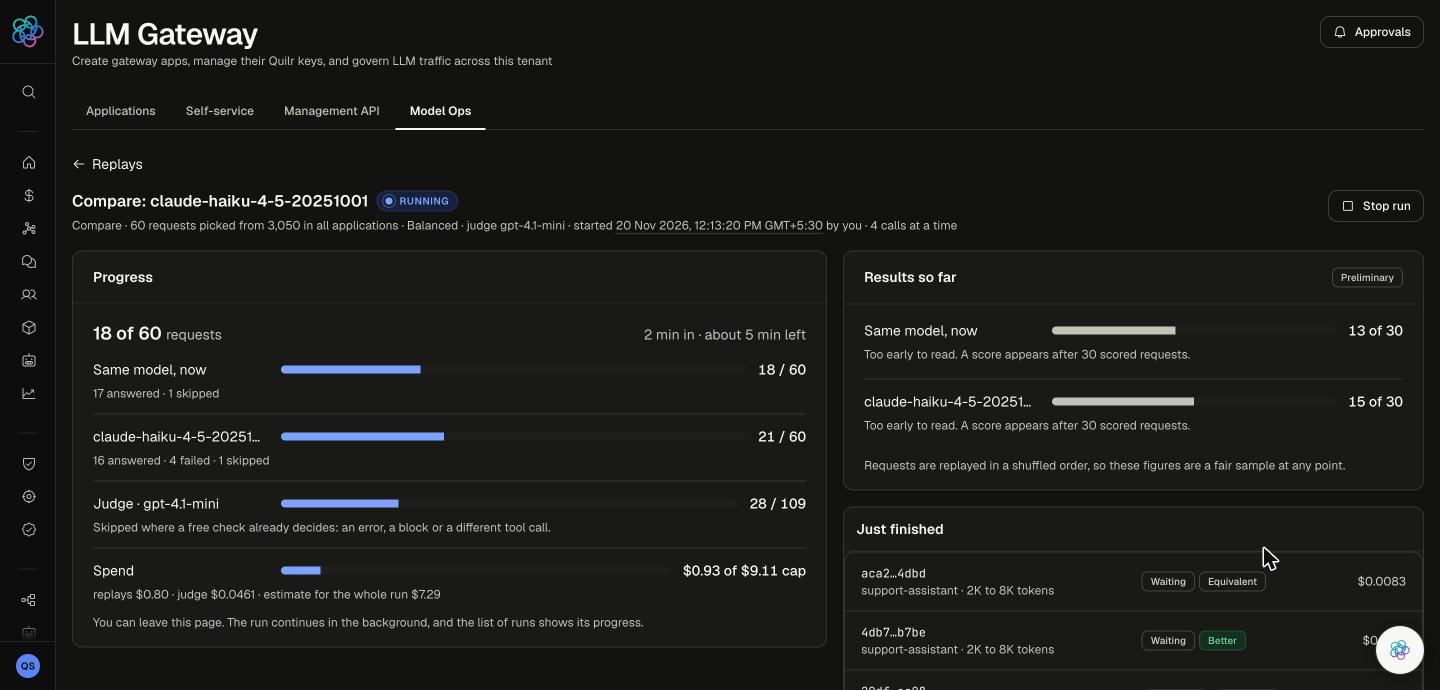 LLM Gateway
Create gateway apps, manage their Quilr keys, and govern LLM traffic across this tenant
Approvals
Applications
Self-service
Management API
Model Ops
← Replays
Compare: claude-haiku-4-5-20251001
RUNNING
Compare · 60 requests picked from 3,050 in all applications · Balanced · judge gpt-4.1-mini · started 20 Nov 2026, 12:13:20 PM GMT+5:30 by you · 4 calls at a time
Stop run
Progress
18 of 60 requests
2 min in · about 5 min left
Same model, now
18 / 60
17 answered · 1 skipped
claude-haiku-4-5-20251...
21 / 60
16 answered · 4 failed · 1 skipped
Judge · gpt-4.1-mini
28 / 109
Skipped where a free check already decides: an error, a block or a different tool call.
Spend
$0.93 of $9.11 cap
replays $0.80 · judge $0.0461 · estimate for the whole run $7.29
You can leave this page. The run continues in the background, and the list of runs shows its progress.
Results so far
Preliminary
Same model, now
13 of 30
Too early to read. A score appears after 30 scored requests.
claude-haiku-4-5-20251...
15 of 30
Too early to read. A score appears after 30 scored requests.
Requests are replayed in a shuffled order, so these figures are a fair sample at any point.
Just finished
aca2…4dbd
support-assistant · 2K to 8K tokens
Waiting
Equivalent
$0.0083
4db7…b7be
support-assistant · 2K to 8K tokens
Waiting
Better
QS